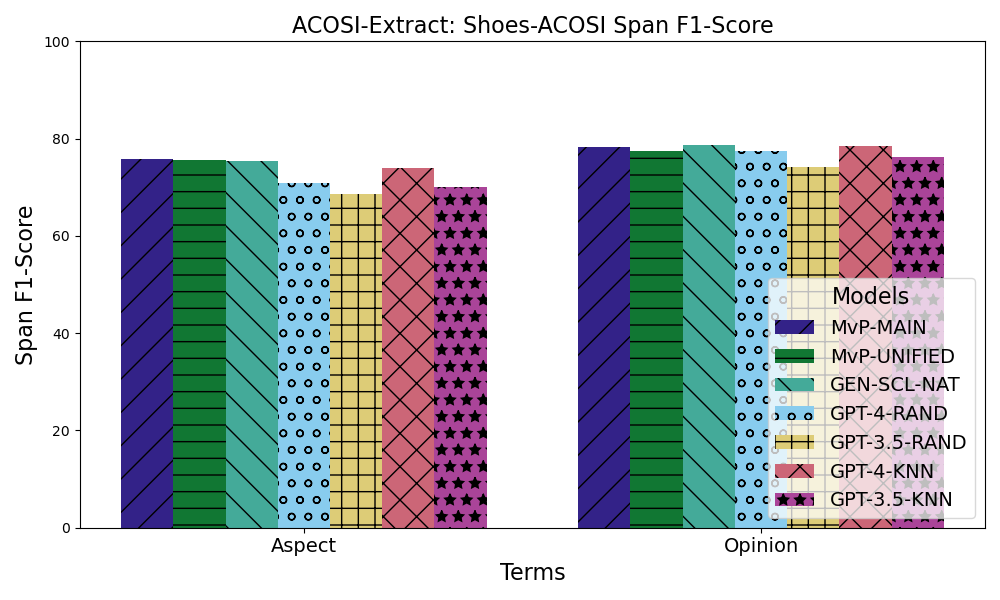 ACOSI-Extract: Shoes-ACOSI Span F1-Score
100
80
60
40
20
0
Span F1-Score
Aspect
Opinion
Terms
Models
MvP-MAIN
MvP-UNIFIED
GEN-SCL-NAT
GPT-4-RAND
GPT-3.5-RAND
GPT-4-KNN
GPT-3.5-KNN